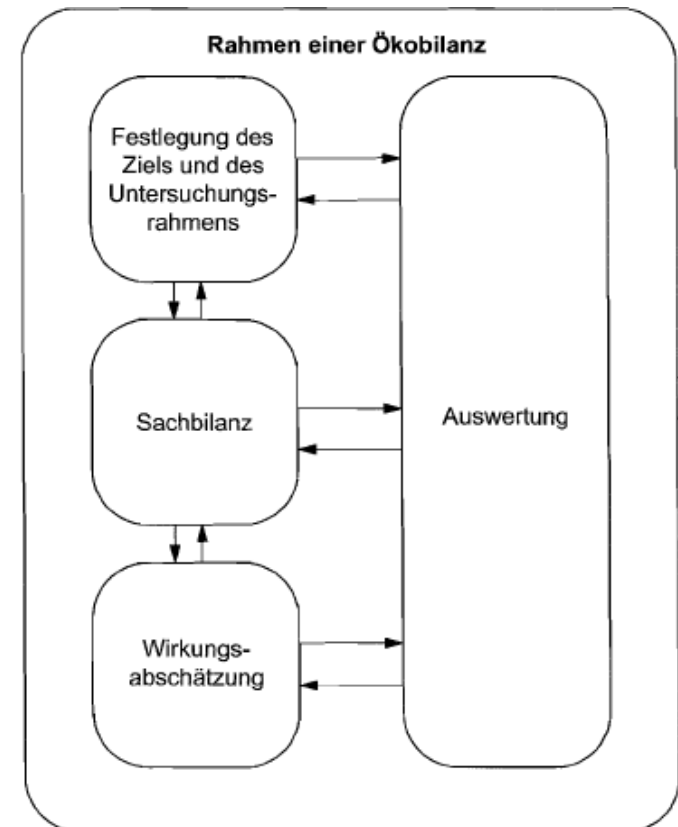 Rahmen einer Ökobilanz
Festlegung des
Ziels und des
Untersuchungs-
rahmens
Sachbilanz
Wirkungs-
abschätzung
Auswertung